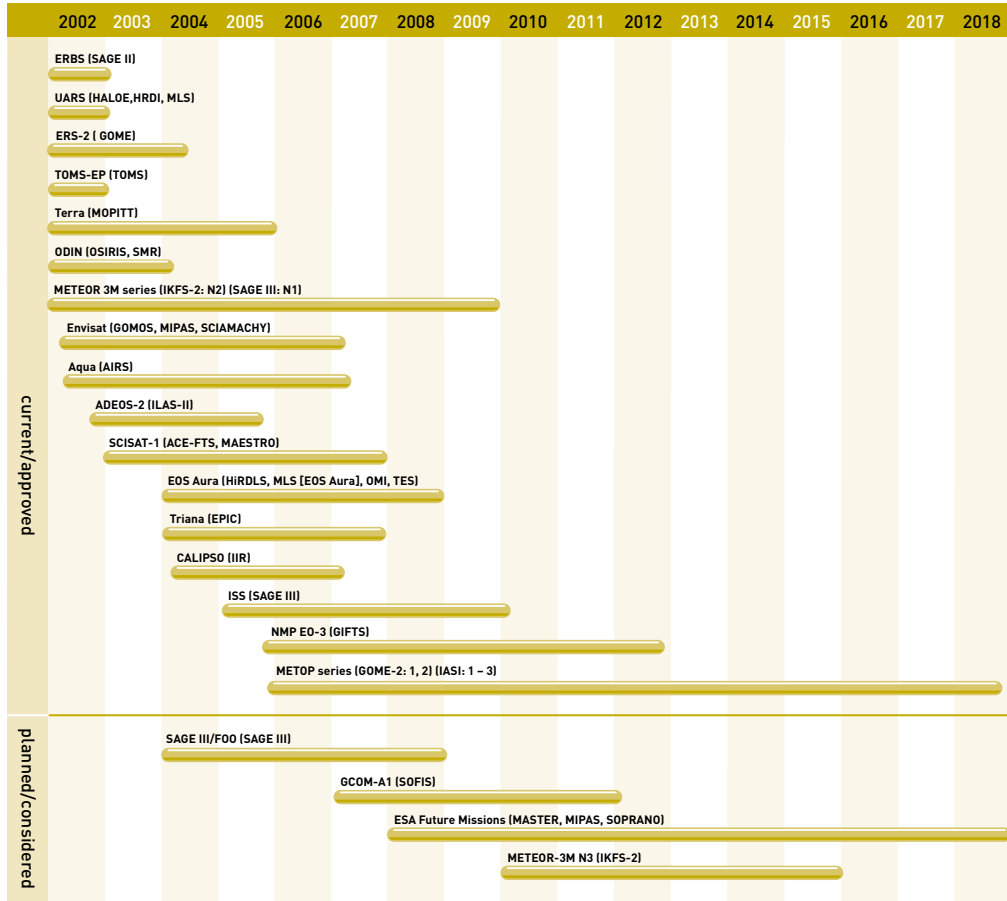 2002 2003 2004 2005 2006 2007 2008 2009 2010 2011 2012 2013 2014 2015 2016 2017 2018
current/approved
ERBS (SAGE II)
UARS (HALOE,HRDI, MLS)
ERS-2 ( GOME)
TOMS-EP (TOMS)
Terra (MOPITT)
ODIN (OSIRIS, SMR)
METEOR 3M series (IKFS-2: N2) (SAGE III: N1)
Envisat (GOMOS, MIPAS, SCIAMACHY)
Aqua (AIRS)
ADEOS-2 (ILAS-II)
SCISAT-1 (ACE-FTS, MAESTRO)
EOS Aura (HiRDLS, MLS [EOS Aura], OMI, TES)
Triana (EPIC)
CALIPSO (IIR)
ISS (SAGE III)
NMP EO-3 (GIFTS)
METOP series (GOME-2: 1, 2) (IASI: 1 – 3)
planned/considered
SAGE III/FOO (SAGE III)
GCOM-A1 (SOFIS)
ESA Future Missions (MASTER, MIPAS, SOPRANO)
METEOR-3M N3 (IKFS-2)